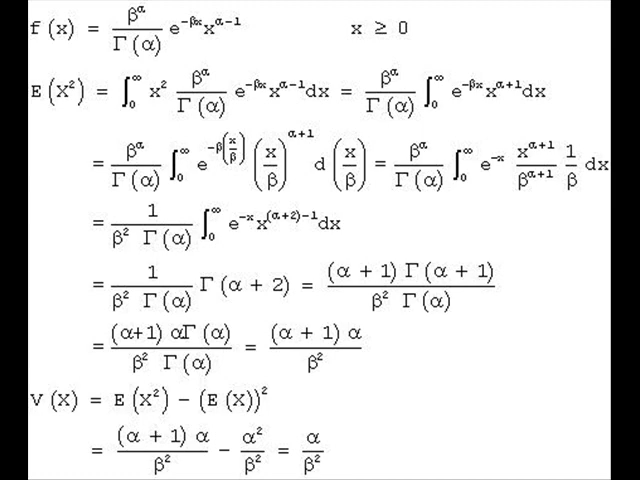 f (x) = β^α / Γ (α) e^(−βx) x^(α−1)     x ≥ 0
E (X²) = ∫₀^∞ x² β^α / Γ (α) e^(−βx) x^(α−1) dx = β^α / Γ (α) ∫₀^∞ e^(−βx) x^(α+1) dx
= β^α / Γ (α) ∫₀^∞ e^(−β(x/β)) (x/β)^(α+1) d (x/β) = β^α / Γ (α) ∫₀^∞ e^(−x) x^(α+1) / β^(α+1) 1/β dx
= 1 / β² Γ (α) ∫₀^∞ e^(−x) x^((α+2)−1) dx
= 1 / β² Γ (α) Γ (α + 2) = (α + 1) Γ (α + 1) / β² Γ (α)
= (α+1) αΓ (α) / β² Γ (α) = (α + 1) α / β²
V (X) = E (X²) − (E (X))²
= (α + 1) α / β² − α² / β² = α / β²